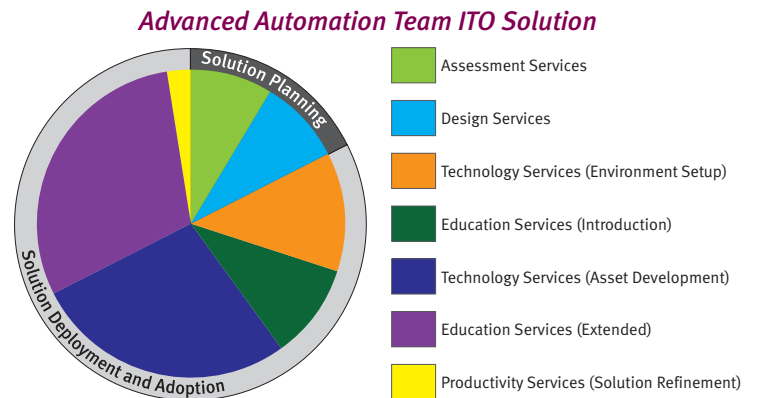 Advanced Automation Team ITO Solution
Solution Planning
Solution Deployment and Adoption
Assessment Services
Design Services
Technology Services (Environment Setup)
Education Services (Introduction)
Technology Services (Asset Development)
Education Services (Extended)
Productivity Services (Solution Refinement)